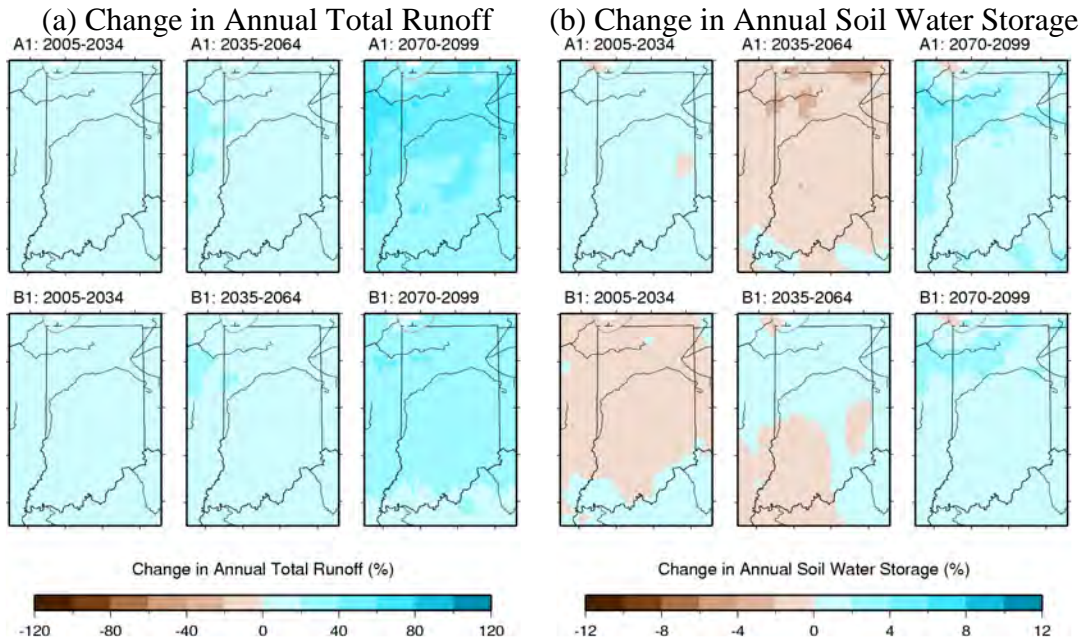 (a) Change in Annual Total Runoff
(b) Change in Annual Soil Water Storage
A1: 2005-2034
A1: 2035-2064
A1: 2070-2099
A1: 2005-2034
A1: 2035-2064
A1: 2070-2099
B1: 2005-2034
B1: 2035-2064
B1: 2070-2099
B1: 2005-2034
B1: 2035-2064
B1: 2070-2099
Change in Annual Total Runoff (%)
-120 -80 -40 0 40 80 120
Change in Annual Soil Water Storage (%)
-12 -8 -4 0 4 8 12